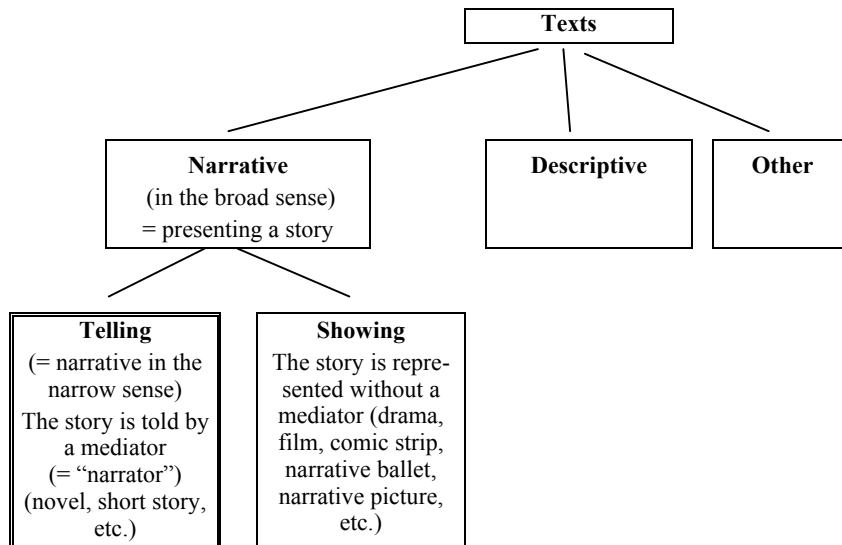 Texts
Narrative
(in the broad sense)
= presenting a story
Descriptive
Other
Telling
(= narrative in the
narrow sense)
The story is told by
a mediator
(= “narrator”)
(novel, short story,
etc.)
Showing
The story is repre-
sented without a
mediator (drama,
film, comic strip,
narrative ballet,
narrative picture,
etc.)